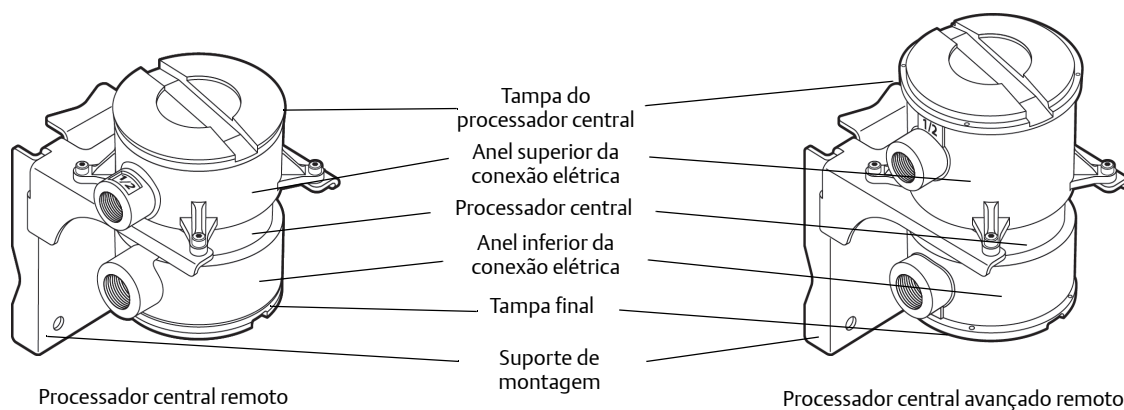 Tampa do
processador central
Anel superior da
conexão elétrica
Processador central
Anel inferior da
conexão elétrica
Tampa final
Suporte de
montagem
Processador central remoto
Processador central avançado remoto
1/2
1/2